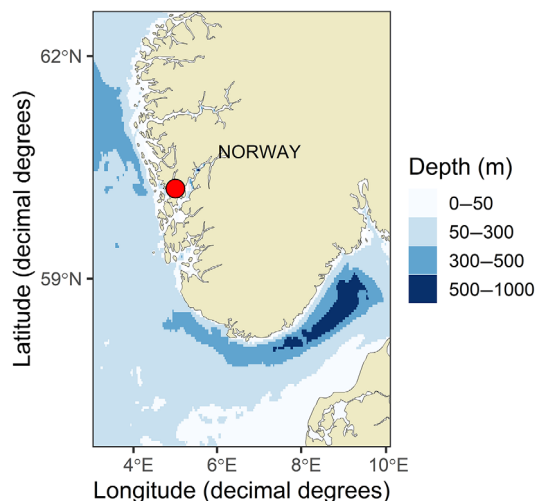 62°N
59°N
Latitude (decimal degrees)
NORWAY
4°E
6°E
8°E
10°E
Longitude (decimal degrees)
Depth (m)
0–50
50–300
300–500
500–1000